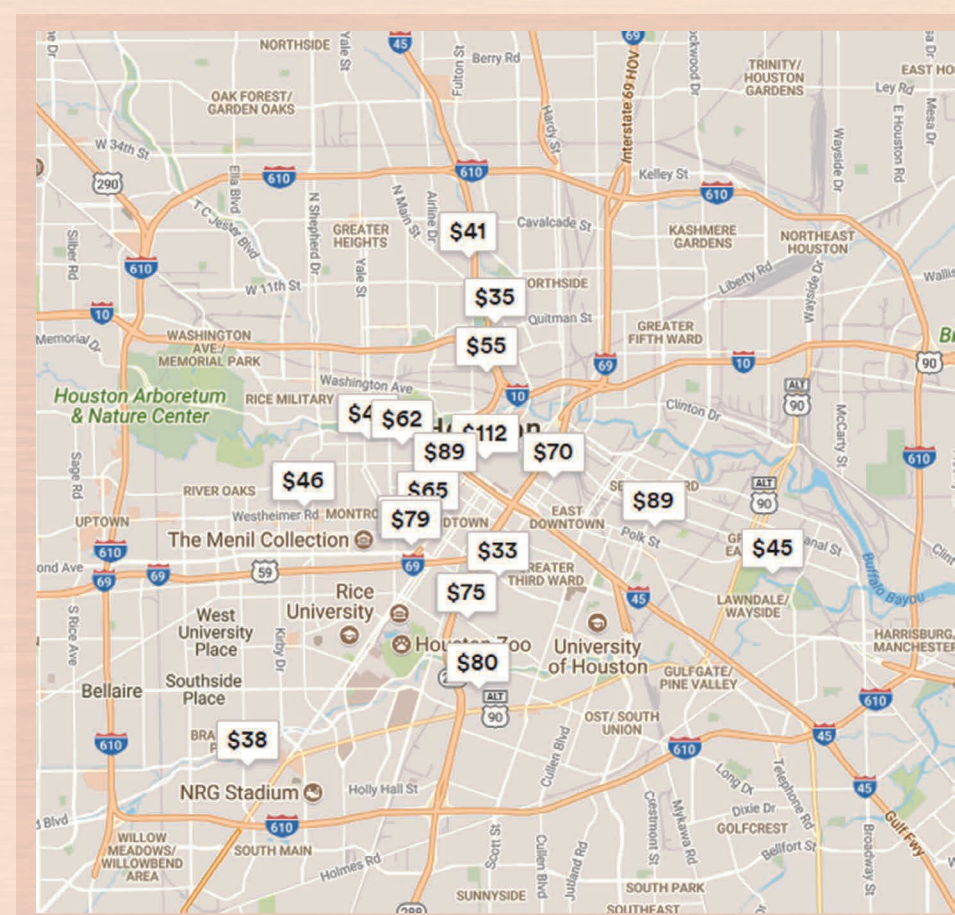 NORTHSIDE
Yale St
45
Fulton St
Berry Rd
69
Interstate 69 HOV
TRINITY/
HOUSTON
GARDENS
Ley Rd
E Houston Rd
Mesa Dr
OAK FOREST/
GARDEN OAKS
Hardy St
W 34th St
290
610
Ella Blvd
610
Kelley St
610
Wayside Dr
T C Jester Blvd
N Shepherd Dr
N Main St
Airline Dr
$41
Cavalcade St
GREATER
HEIGHTS
KASHMERE
GARDENS
NORTHEAST
HOUSTON
Silber Rd
610
Yale St
W 11th St
$35
Liberty Rd
Wayside Dr
10
Quitman St
Memorial Dr
WASHINGTON
AVE./
MEMORIAL PARK
$55
GREATER
FIFTH WARD
69
10
90
Houston Arboretum
& Nature Center
Washington Ave
RICE MILITARY
10
ALT
90
Clinton Dr
McCarty St
$62
$112
$89
$70
610
Sage Rd
$46
RIVER OAKS
$65
$89
ALT
90
UPTOWN
Westheimer Rd
$79
EAST
DOWNTOWN
Polk St
The Menil Collection
$33
$45
610
69
69
59
69
Buffalo Bayou
Rice
University
$75
THIRD WARD
45
LAWNDALE/
WAYSIDE
S Rice Ave
West
University
Place
Kirby Dr
University
of Houston
HARRISBURG/
MANCHESTER
$80
GULFGATE/
PINE VALLEY
Bellaire
Southside
Place
ALT
90
610
OST/ SOUTH
UNION
$38
610
Cullen Blvd
610
45
NRG Stadium
Holly Hall St
Long Dr
Telephone Rd
45
610
Crestmont St
Mykawa Rd
Dixie Dr
GOLFCREST
Gulf Fwy
WILLOW
MEADOWS/
WILLOWBEND
AREA
SOUTH MAIN
Holmes Rd
Scott St
Cullen Blvd
Jutland Rd
Bellfort St
Broadway St
SUNNYSIDE
SOUTH PARK
288
SOUTHEAST